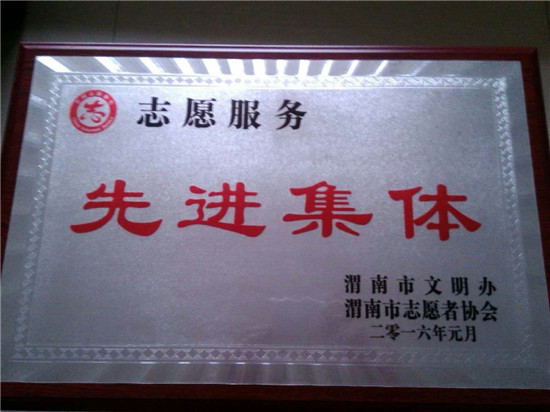 志愿服务
先进集体
渭南市文明办
渭南市志愿者协会
二零一六年元月